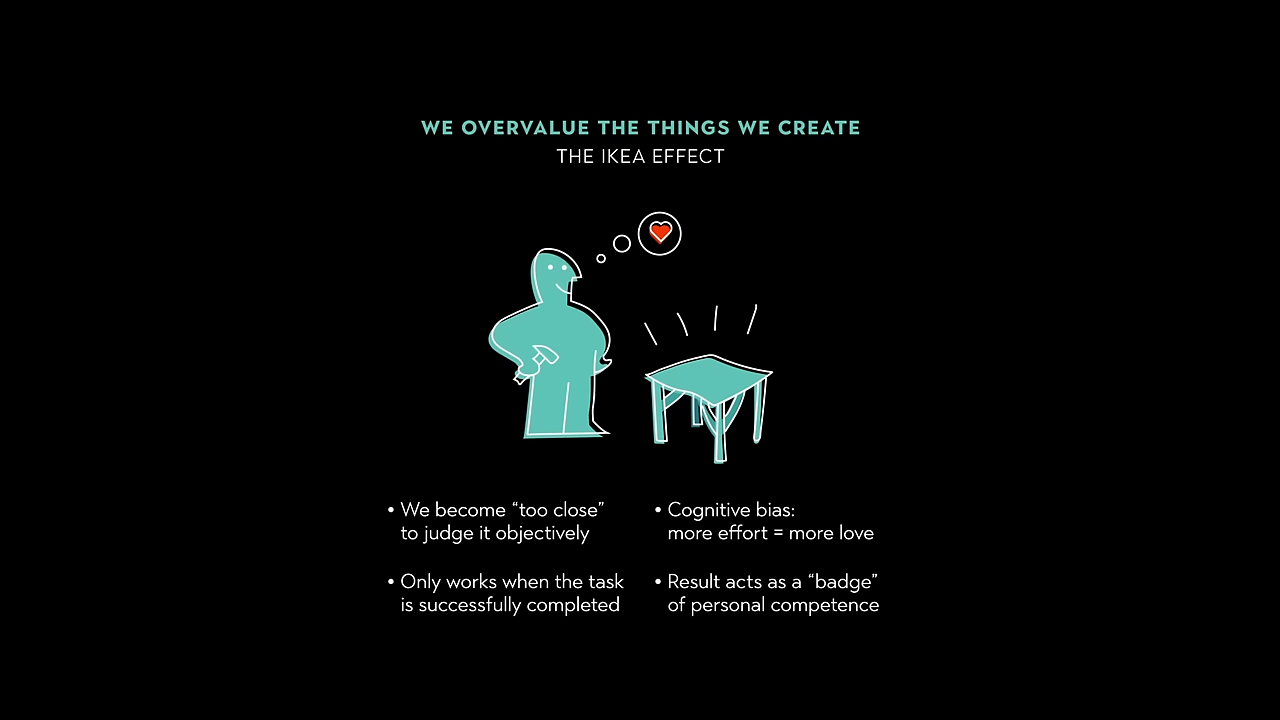 WE OVERVALUE THE THINGS WE CREATE
THE IKEA EFFECT
• We become “too close”
to judge it objectively
• Only works when the task
is successfully completed
• Cognitive bias:
more effort = more love
• Result acts as a “badge”
of personal competence